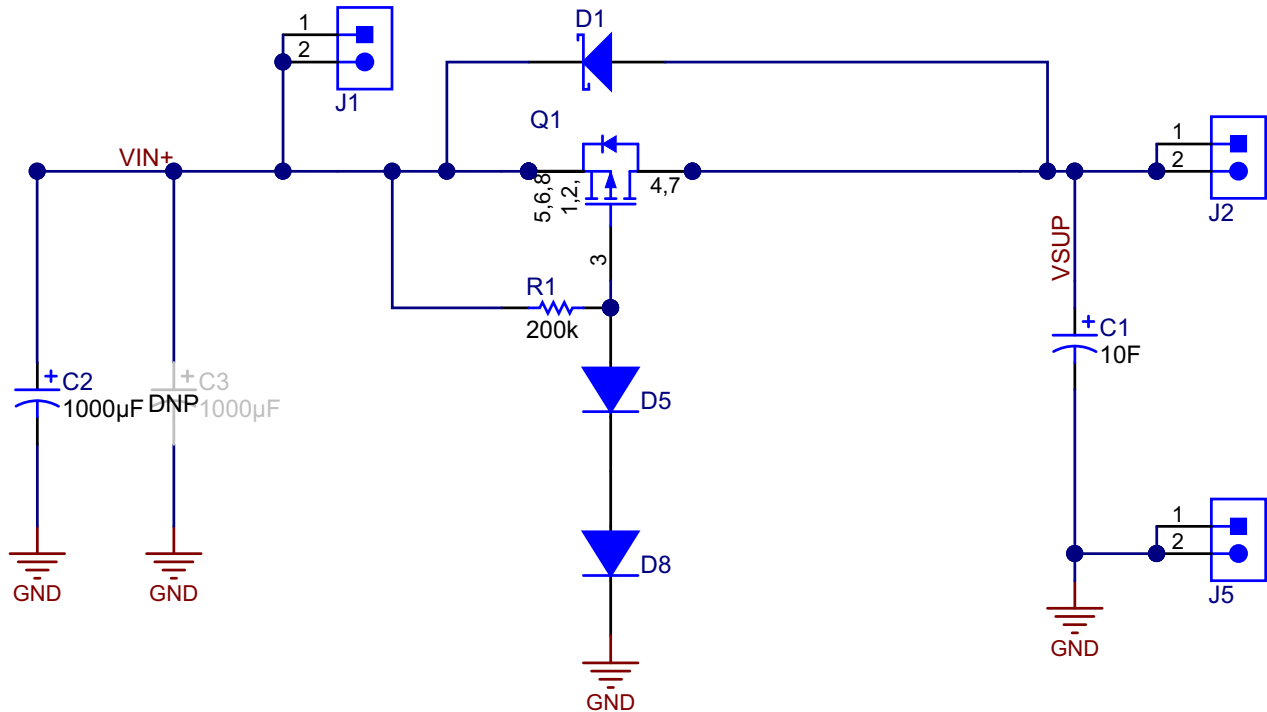 D1
1
2
J1
Q1
VIN+
5,6,8
1,2,
4,7
3
1
2
J2
VSUP
R1
200k
+
C1
10F
+
C2
1000µF
DNP
+
C3
1000µF
D5
D8
1
2
J5
GND
GND
GND
GND